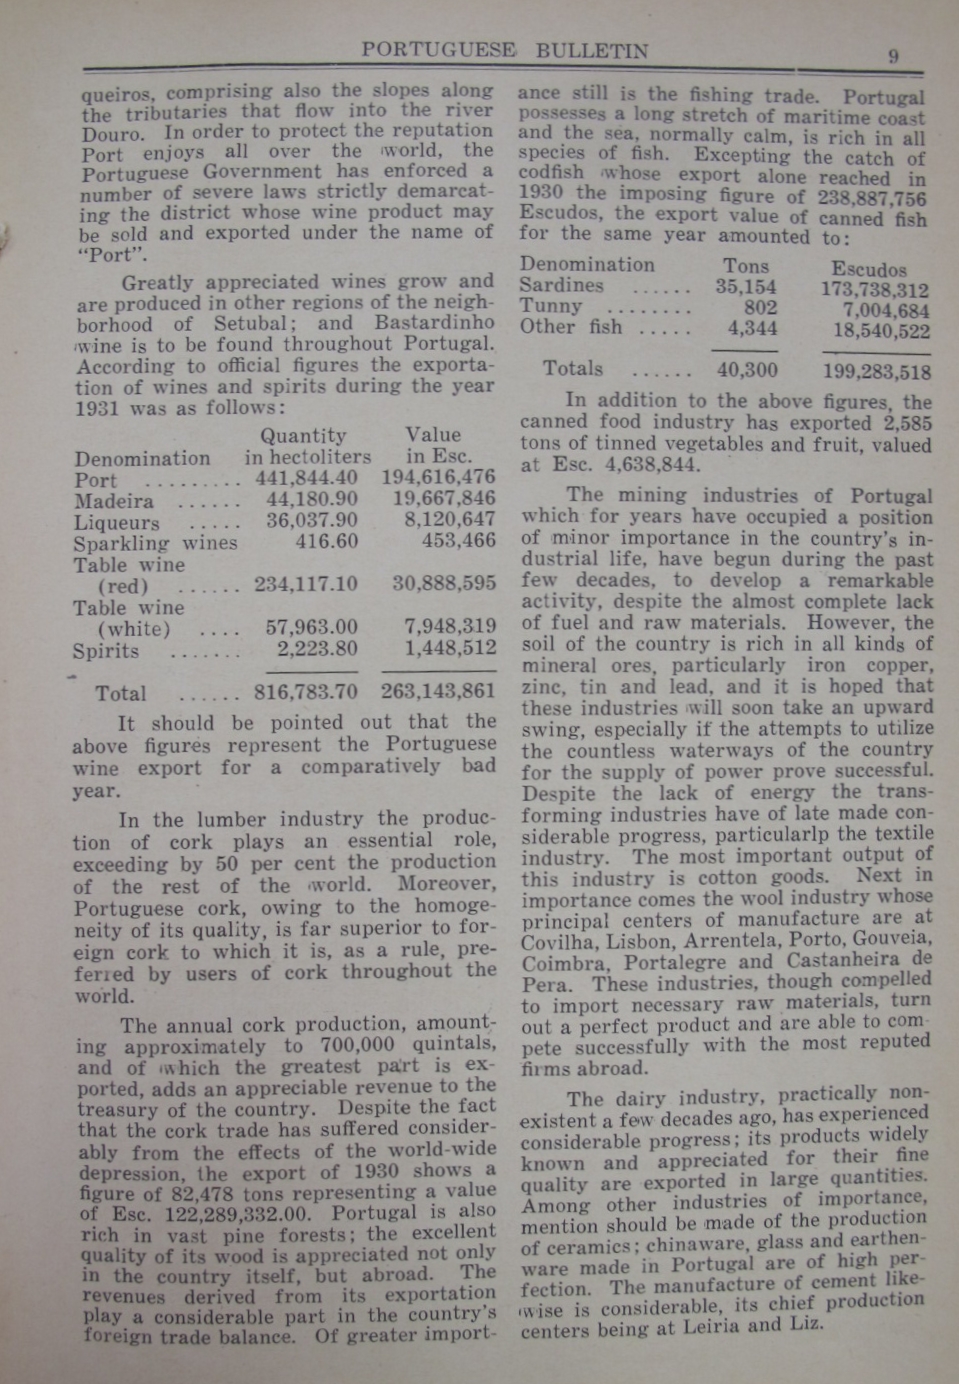 PORTUGUESE BULLETIN 9
queiros, comprising also the slopes along
the tributaries that flow into the river
Douro. In order to protect the reputation
Port enjoys all over the world, the
Portuguese Government has enforced a
number of severe laws strictly demarcat-
ing the district whose wine product may
be sold and exported under the name of
“Port”.
Greatly appreciated wines grow and
are produced in other regions of the neigh-
borhood of Setubal; and Bastardinho
wine is to be found throughout Portugal.
According to official figures the exporta-
tion of wines and spirits during the year
1931 was as follows:
Quantity Value
Denomination in hectoliters in Esc.
Port ......... 441,844.40 194,616,476
Madeira ...... 44,180.90 19,667,846
Liqueurs ..... 36,037.90 8,120,647
Sparkling wines 416.60 453,466
Table wine
(red) ...... 234,117.10 30,888,595
Table wine
(white) .... 57,963.00 7,948,319
Spirits ....... 2,223.80 1,448,512
Total ...... 816,783.70 263,143,861
It should be pointed out that the
above figures represent the Portuguese
wine export for a comparatively bad
year.
In the lumber industry the produc-
tion of cork plays an essential role,
exceeding by 50 per cent the production
of the rest of the world. Moreover,
Portuguese cork, owing to the homoge-
neity of its quality, is far superior to for-
eign cork to which it is, as a rule, pre-
ferred by users of cork throughout the
world.
The annual cork production, amount-
ing approximately to 700,000 quintals,
and of which the greatest part is ex-
ported, adds an appreciable revenue to the
treasury of the country. Despite the fact
that the cork trade has suffered consider-
ably from the effects of the world-wide
depression, the export of 1930 shows a
figure of 82,478 tons representing a value
of Esc. 122,289,332.00. Portugal is also
rich in vast pine forests; the excellent
quality of its wood is appreciated not only
in the country itself, but abroad. The
revenues derived from its exportation
play a considerable part in the country's
foreign trade balance. Of greater import-
ance still is the fishing trade. Portugal
possesses a long stretch of maritime coast
and the sea, normally calm, is rich in all
species of fish. Excepting the catch of
codfish whose export alone reached in
1930 the imposing figure of 238,887,756
Escudos, the export value of canned fish
for the same year amounted to:
Denomination Tons Escudos
Sardines ...... 35,154 173,738,312
Tunny ........ 802 7,004,684
Other fish ..... 4,344 18,540,522
Totals ...... 40,300 199,283,518
In addition to the above figures, the
canned food industry has exported 2,585
tons of tinned vegetables and fruit, valued
at Esc. 4,638,844.
The mining industries of Portugal
which for years have occupied a position
of minor importance in the country's in-
dustrial life, have begun during the past
few decades, to develop a remarkable
activity, despite the almost complete lack
of fuel and raw materials. However, the
soil of the country is rich in all kinds of
mineral ores, particularly iron copper,
zinc, tin and lead, and it is hoped that
these industries will soon take an upward
swing, especially if the attempts to utilize
the countless waterways of the country
for the supply of power prove successful.
Despite the lack of energy the trans-
forming industries have of late made con-
siderable progress, particularlp the textile
industry. The most important output of
this industry is cotton goods. Next in
importance comes the wool industry whose
principal centers of manufacture are at
Covilha, Lisbon, Arrentela, Porto, Gouveia,
Coimbra, Portalegre and Castanheira de
Pera. These industries, though compelled
to import necessary raw materials, turn
out a perfect product and are able to com-
pete successfully with the most reputed
firms abroad.
The dairy industry, practically non-
existent a few decades ago, has experienced
considerable progress; its products widely
known and appreciated for their fine
quality are exported in large quantities.
Among other industries of importance,
mention should be made of the production
of ceramics; chinaware, glass and earthen-
ware made in Portugal are of high per-
fection. The manufacture of cement like-
wise is considerable, its chief production
centers being at Leiria and Liz.